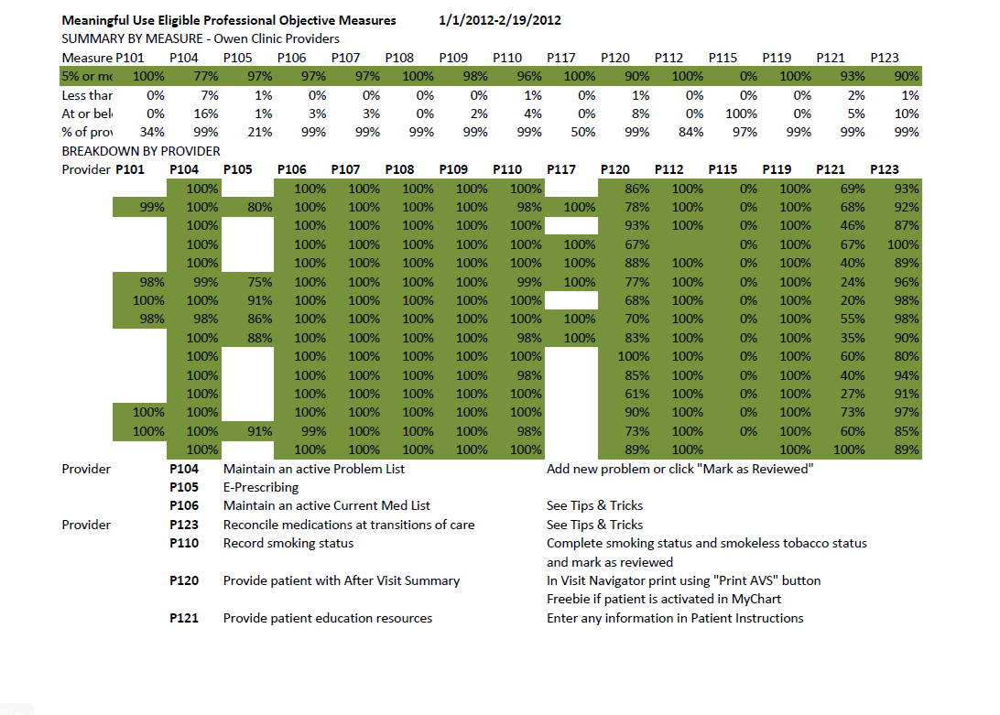 Meaningful Use Eligible Professional Objective Measures 1/1/2012-2/19/2012
SUMMARY BY MEASURE - Owen Clinic Providers
Measure P101 P104 P105 P106 P107 P108 P109 P110 P117 P120 P112 P115 P119 P121 P123
5% or mo 100% 77% 97% 97% 97% 100% 98% 96% 100% 90% 100% 0% 100% 93% 90%
Less than 0% 7% 1% 0% 0% 0% 0% 1% 0% 1% 0% 0% 0% 2% 1%
At or bel 0% 16% 1% 3% 3% 0% 2% 4% 0% 8% 0% 100% 0% 5% 10%
% of prov 34% 99% 21% 99% 99% 99% 99% 99% 50% 99% 84% 97% 99% 99% 99%
BREAKDOWN BY PROVIDER
Provider P101 P104 P105 P106 P107 P108 P109 P110 P117 P120 P112 P115 P119 P121 P123
100% 100% 100% 100% 100% 100% 86% 100% 0% 100% 69% 93%
99% 100% 80% 100% 100% 100% 100% 98% 100% 78% 100% 0% 100% 68% 92%
100% 100% 100% 100% 100% 100% 93% 100% 0% 100% 46% 87%
100% 100% 100% 100% 100% 100% 100% 67% 0% 100% 67% 100%
100% 100% 100% 100% 100% 100% 100% 88% 100% 0% 100% 40% 89%
98% 99% 75% 100% 100% 100% 100% 99% 100% 77% 100% 0% 100% 24% 96%
100% 100% 91% 100% 100% 100% 100% 100% 68% 100% 0% 100% 20% 98%
98% 98% 86% 100% 100% 100% 100% 100% 100% 70% 100% 0% 100% 55% 98%
100% 88% 100% 100% 100% 100% 98% 100% 83% 100% 0% 100% 35% 90%
100% 100% 100% 100% 100% 100% 100% 100% 0% 100% 60% 80%
100% 100% 100% 100% 100% 98% 85% 100% 0% 100% 40% 94%
100% 100% 100% 100% 100% 100% 61% 100% 0% 100% 27% 91%
100% 100% 100% 100% 100% 100% 100% 90% 100% 0% 100% 73% 97%
100% 100% 91% 99% 100% 100% 100% 98% 73% 100% 0% 100% 60% 85%
100% 100% 100% 100% 100% 100% 89% 100% 100% 100% 89%
Provider P104 Maintain an active Problem List Add new problem or click "Mark as Reviewed"
P105 E-Prescribing
P106 Maintain an active Current Med List See Tips & Tricks
Provider P123 Reconcile medications at transitions of care See Tips & Tricks
P110 Record smoking status Complete smoking status and smokeless tobacco status
and mark as reviewed
P120 Provide patient with After Visit Summary In Visit Navigator print using "Print AVS" button
Freebie if patient is activated in MyChart
P121 Provide patient education resources Enter any information in Patient Instructions